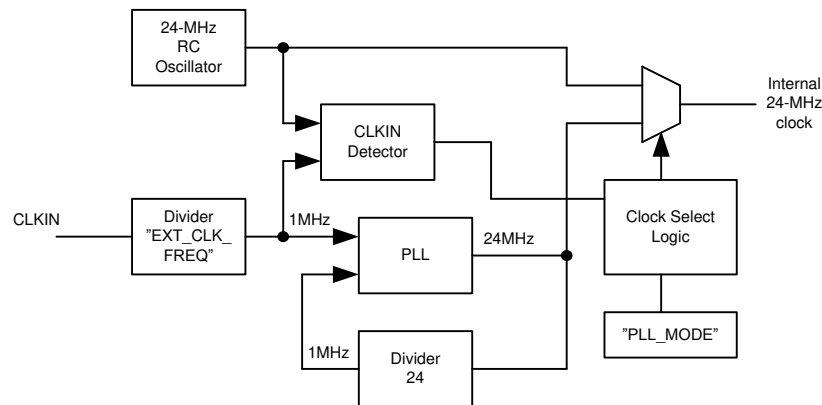 24-MHz
RC
Oscillator
Internal
24-MHz
clock
CLKIN
Detector
CLKIN
Divider
"EXT_CLK_
FREQ"
1MHz
PLL
24MHz
Clock Select
Logic
1MHz
Divider
24
"PLL_MODE"